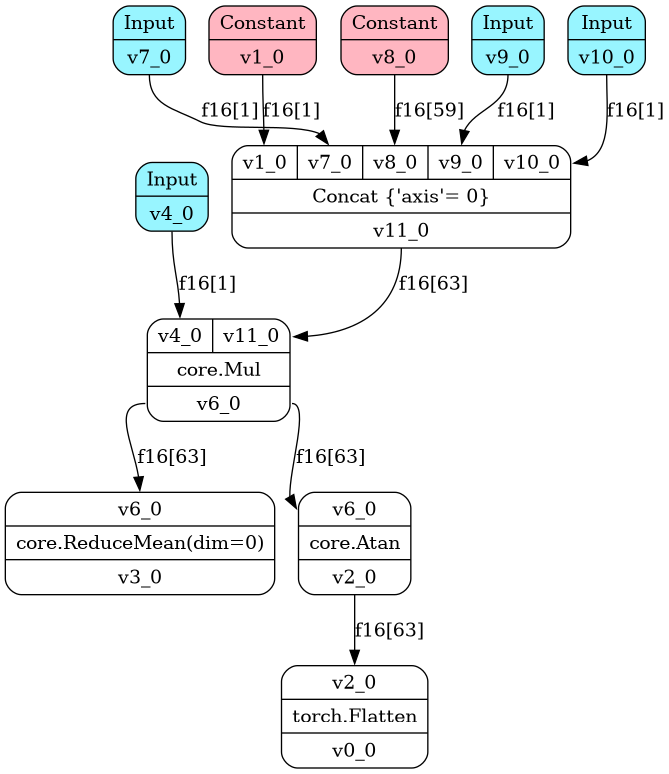 Input
v7_0
Constant
v1_0
Constant
v8_0
Input
v9_0
Input
v10_0
f16[1]
f16[1]
f16[59]
f16[1]
f16[1]
v1_0 v7_0 v8_0 v9_0 v10_0
Concat {'axis'= 0}
v11_0
Input
v4_0
f16[1]
f16[63]
v4_0 v11_0
core.Mul
v6_0
f16[63]
f16[63]
v6_0
core.ReduceMean(dim=0)
v3_0
v6_0
core.Atan
v2_0
f16[63]
v2_0
torch.Flatten
v0_0